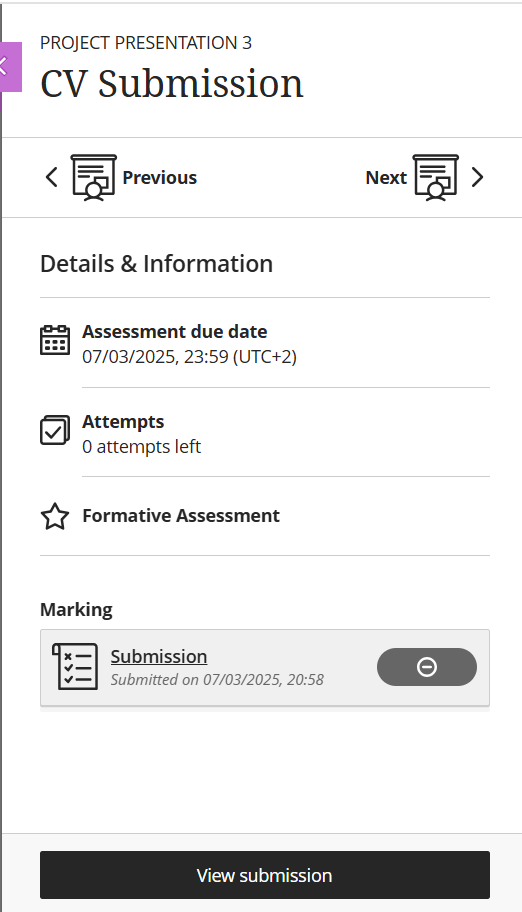 PROJECT PRESENTATION 3
CV Submission
Previous
Next
Details & Information
Assessment due date
07/03/2025, 23:59 (UTC+2)
Attempts
0 attempts left
Formative Assessment
Marking
Submission
Submitted on 07/03/2025, 20:58
View submission